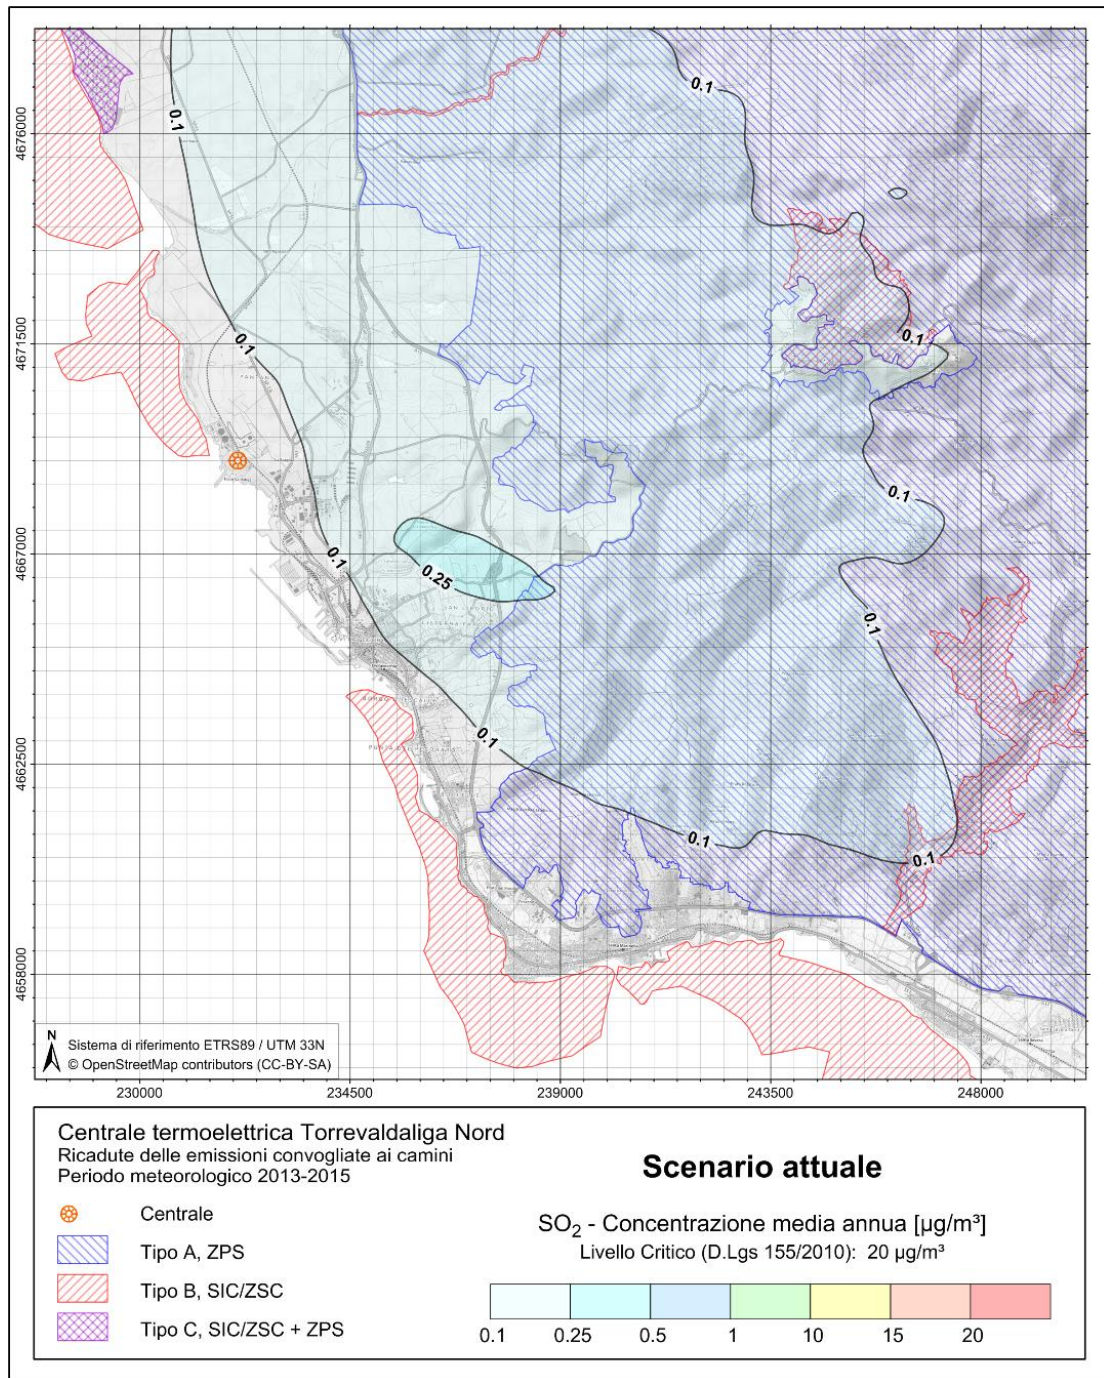 0.1
0.1
0.1
0.1
0.1
0.1
0.25
0.1
0.1
0.1
0.1
4676000
4671500
4667000
4662500
4658000
N
Sistema di riferimento ETRS89 / UTM 33N
© OpenStreetMap contributors (CC-BY-SA)
230000 234500 239000 243500 248000
Centrale termoelettrica Torrevaldaliga Nord
Ricadute delle emissioni convogliate ai camini
Periodo meteorologico 2013-2015
Centrale
Tipo A, ZPS
Tipo B, SIC/ZSC
Tipo C, SIC/ZSC + ZPS
Scenario attuale
SO₂ - Concentrazione media annua [µg/m³]
Livello Critico (D.Lgs 155/2010): 20 µg/m³
0.1 0.25 0.5 1 10 15 20